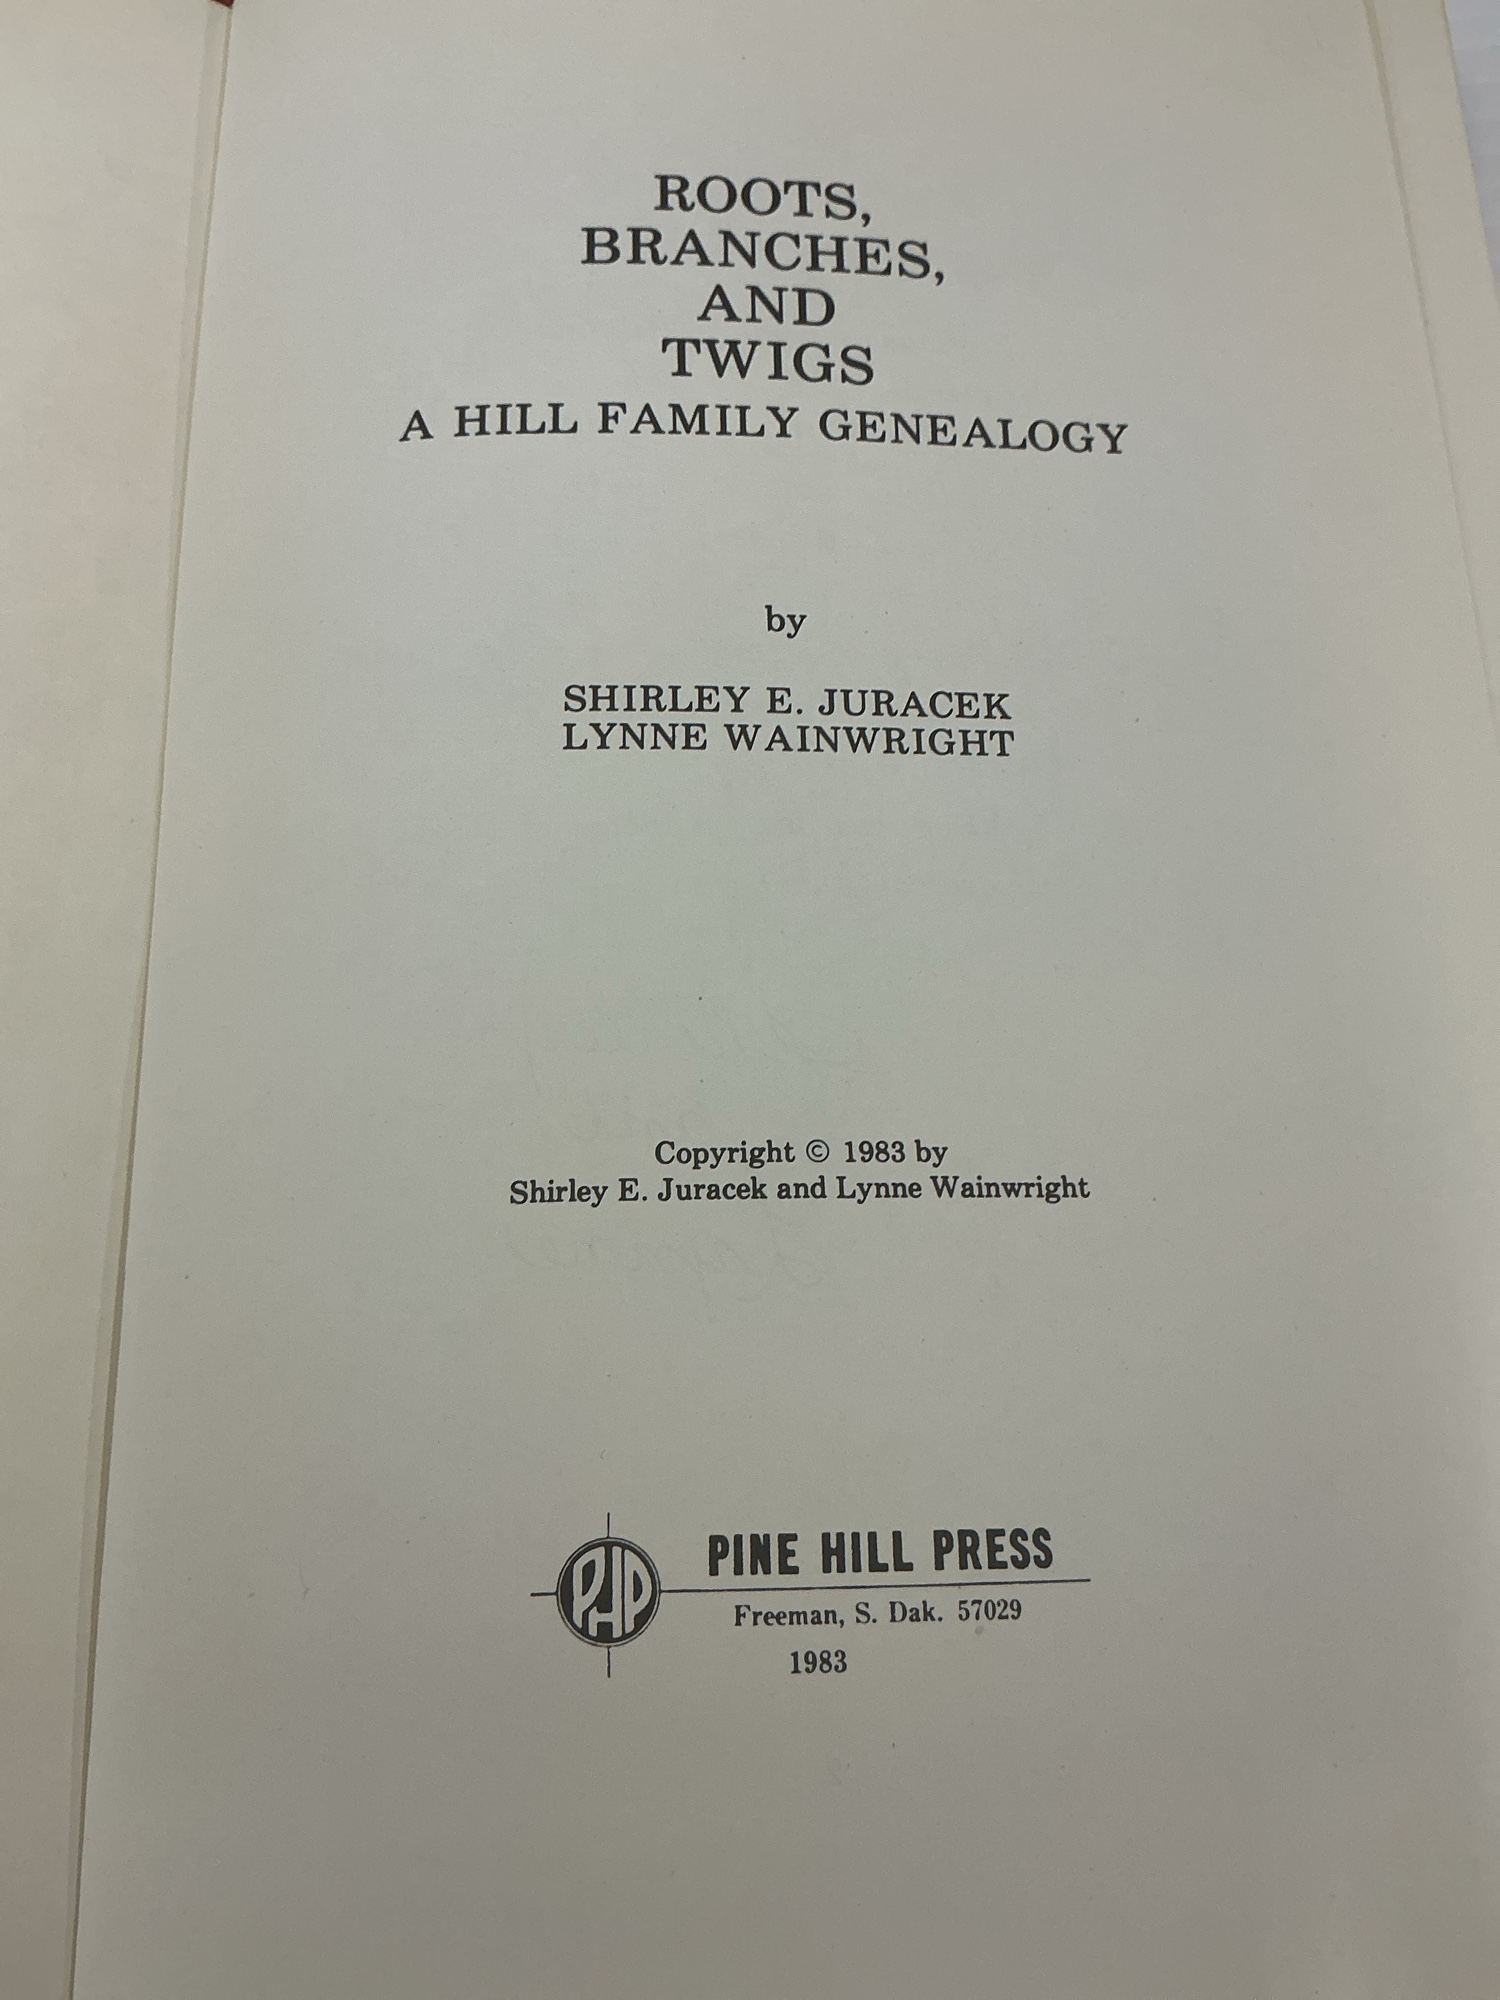 ROOTS,
BRANCHES,
AND
TWIGS
A HILL FAMILY GENEALOGY
by
SHIRLEY E. JURACEK
LYNNE WAINWRIGHT
Copyright © 1983 by
Shirley E. Juracek and Lynne Wainwright
PHP
PINE HILL PRESS
Freeman, S. Dak. 57029
1983